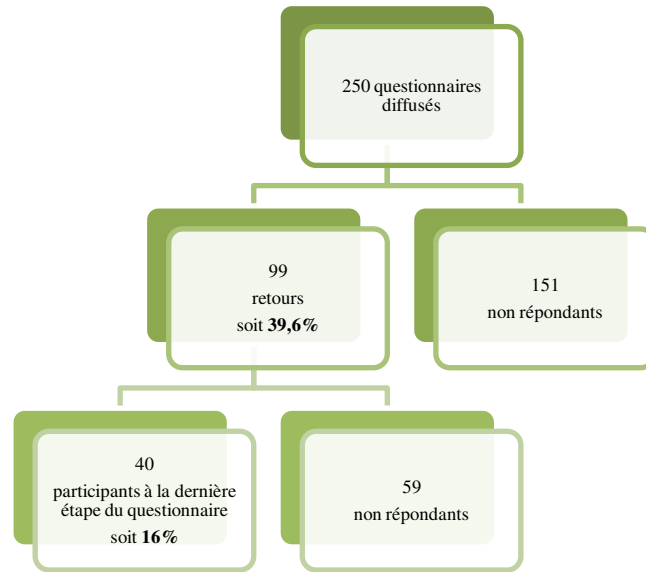 250 questionnaires
diffusés
99
retours
soit 39,6%
151
non répondants
40
participants à la dernière
étape du questionnaire
soit 16%
59
non répondants